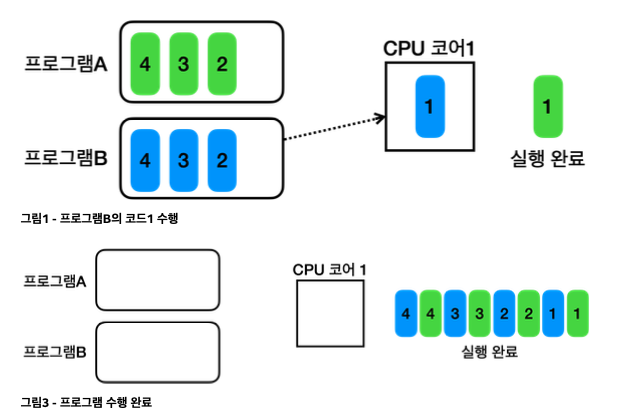 프로그램A
4 3 2
CPU 코어1
1
1
실행 완료
프로그램B
4 3 2
그림1 - 프로그램B의 코드1 수행
프로그램A
프로그램B
CPU 코어 1
4 4 3 3 2 2 1 1
실행 완료
그림3 - 프로그램 수행 완료